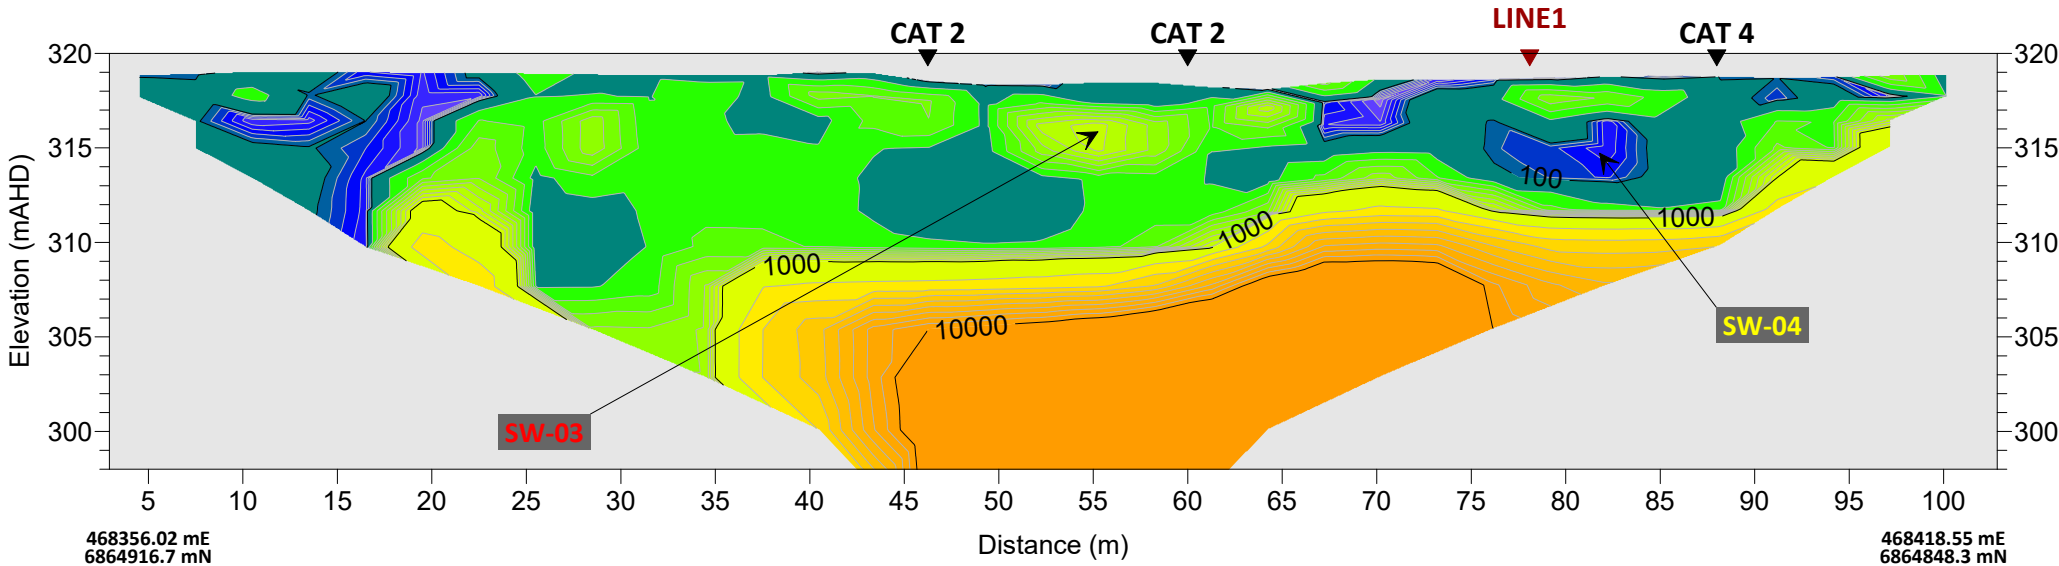 LINE1
CAT 2
CAT 2
CAT 4
320
320
315
315
310
310
305
305
300
300
Elevation (mAHD)
100
1000
1000
1000
10000
SW-04
SW-03
5
10
15
20
25
30
35
40
45
50
55
60
65
70
75
80
85
90
95
100
Distance (m)
468356.02 mE
6864916.7 mN
468418.55 mE
6864848.3 mN